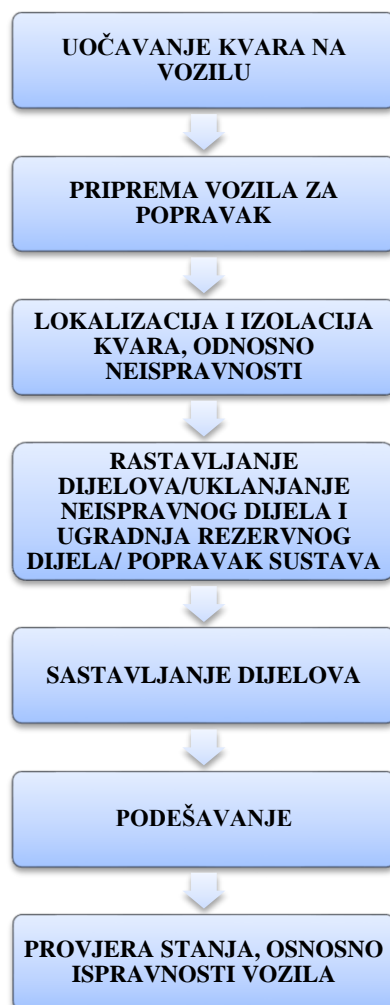 UOČAVANJE KVARA NA
VOZILU
PRIPREMA VOZILA ZA
POPRAVAK
LOKALIZACIJA I IZOLACIJA
KVARA, ODNOSNO
NEISPRAVNOSTI
RASTAVLJANJE
DIJELOVA/UKLANJANJE
NEISPRAVNOG DIJELA I
UGRADNJA REZERVNOG
DIJELA/ POPRAVAK SUSTAVA
SASTAVLJANJE DIJELOVA
PODEŠAVANJE
PROVJERA STANJA, OSNOSNO
ISPRAVNOSTI VOZILA